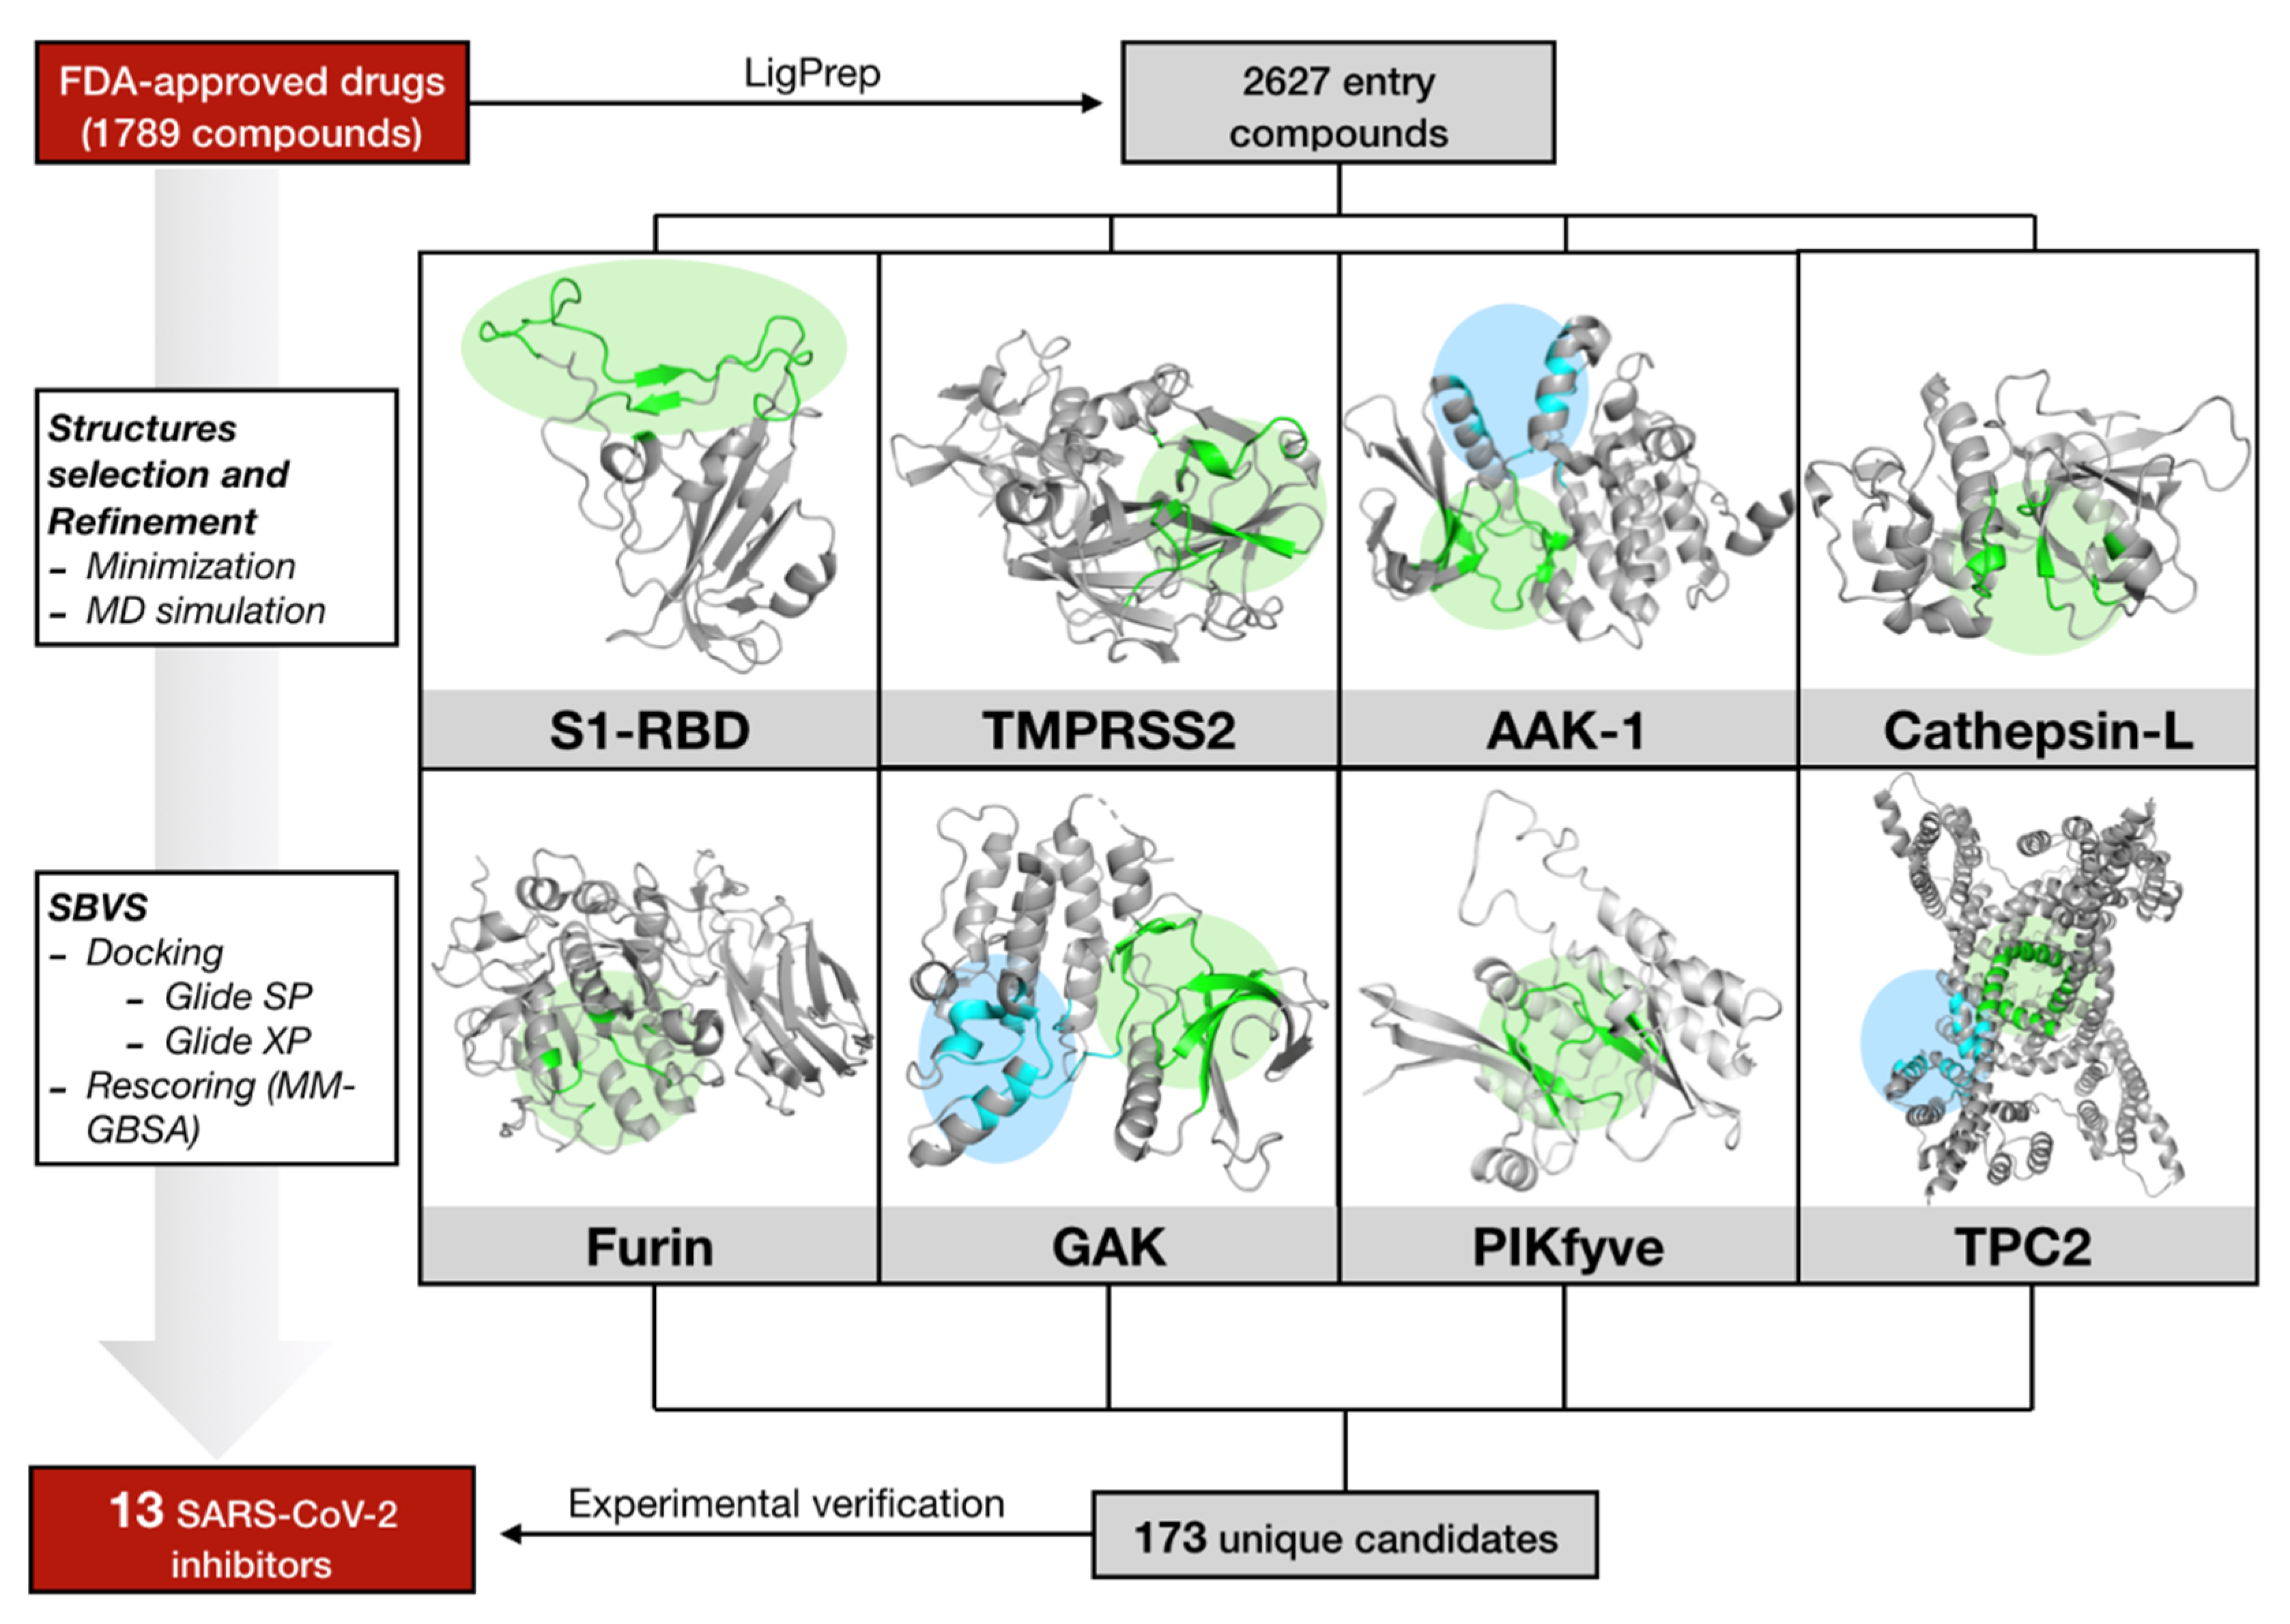 FDA-approved drugs
(1789 compounds)
LigPrep
2627 entry
compounds
Structures
selection and
Refinement
– Minimization
– MD simulation
S1-RBD
TMPRSS2
AAK-1
Cathepsin-L
SBVS
– Docking
– Glide SP
– Glide XP
– Rescoring (MM-
GBSA)
Furin
GAK
PIKfyve
TPC2
13 SARS-CoV-2
inhibitors
Experimental verification
173 unique candidates